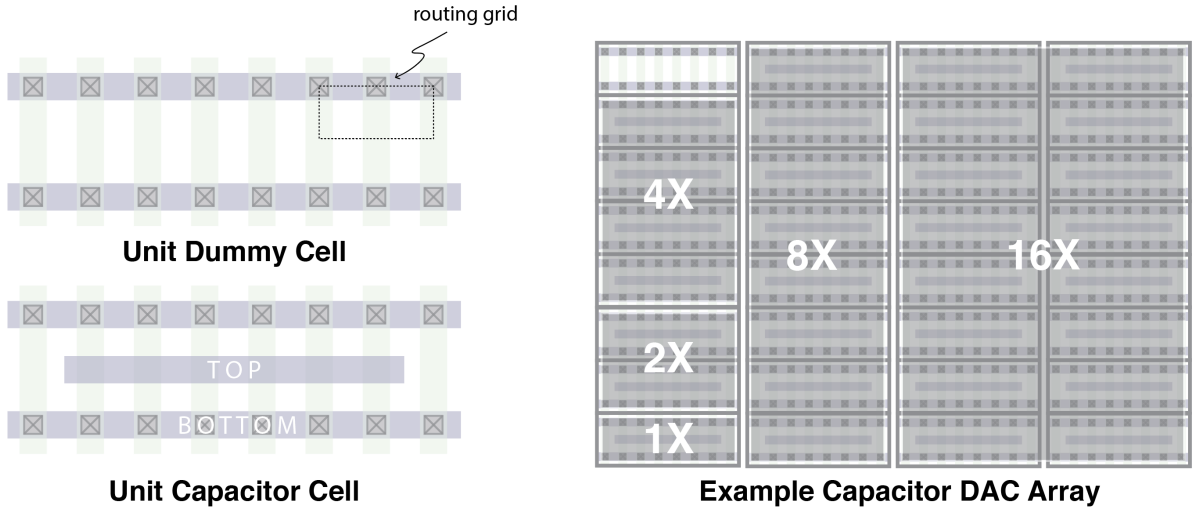 routing grid
Unit Dummy Cell
TOP
BOTTOM
Unit Capacitor Cell
4X
2X
1X
8X
16X
Example Capacitor DAC Array